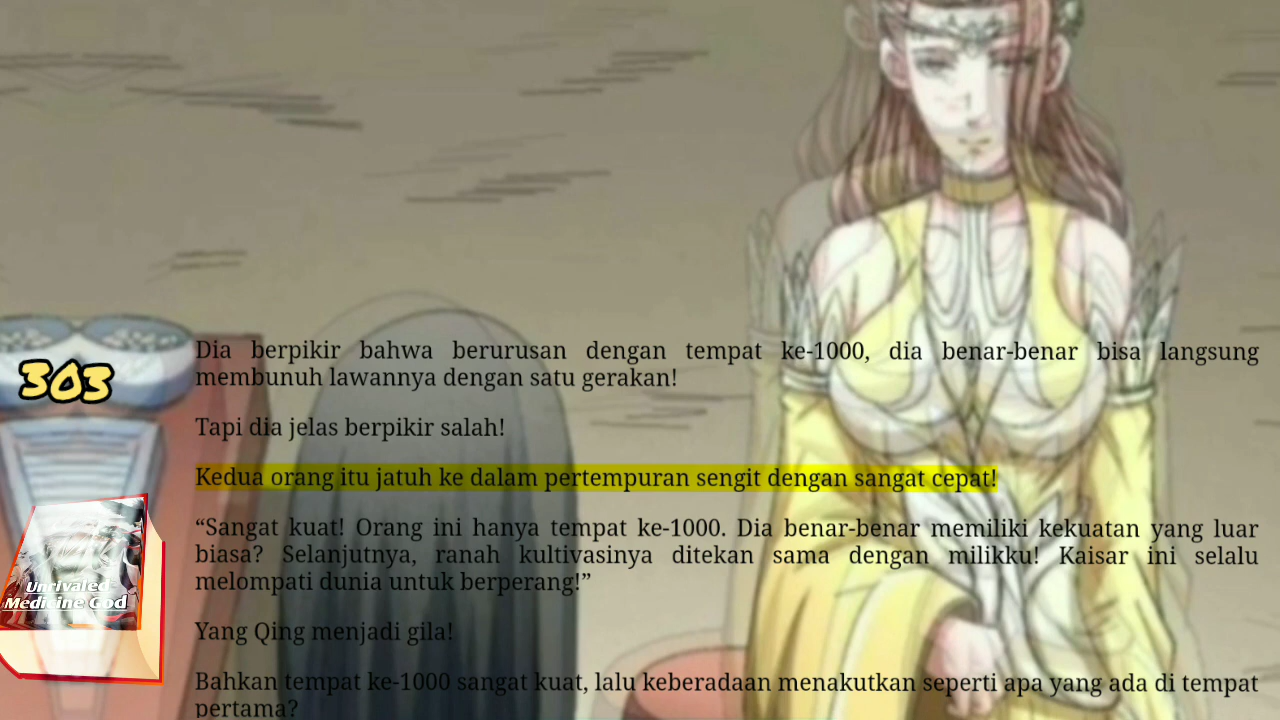 Dia berpikir bahwa berurusan dengan tempat ke-1000, dia benar-benar bisa langsung
membunuh lawannya dengan satu gerakan!
Tapi dia jelas berpikir salah!
303
Kedua orang itu jatuh ke dalam pertempuran sengit dengan sangat cepat!
“Sangat kuat! Orang ini hanya tempat ke-1000. Dia benar-benar memiliki kekuatan yang luar
biasa? Selanjutnya, ranah kultivasinya ditekan sama dengan milikku! Kaisar ini selalu
melompati dunia untuk berperang!”
Unrivaled
Medicine God
Yang Qing menjadi gila!
Bahkan tempat ke-1000 sangat kuat, lalu keberadaan menakutkan seperti apa yang ada di tempat
pertama?